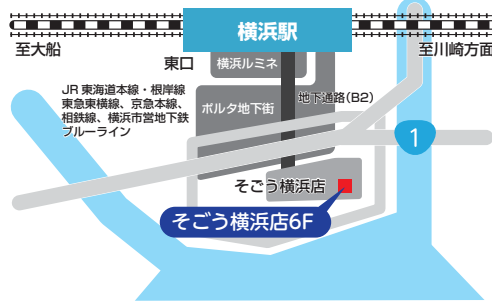 横浜駅
至大船
至川崎方面
東口
横浜ルミネ
JR 東海道本線・根岸線
東急東横線、京急本線、
相鉄線、横浜市営地下鉄
ブルーライン
地下通路(B2)
ポルタ地下街
1
そごう横浜店
そごう横浜店6F